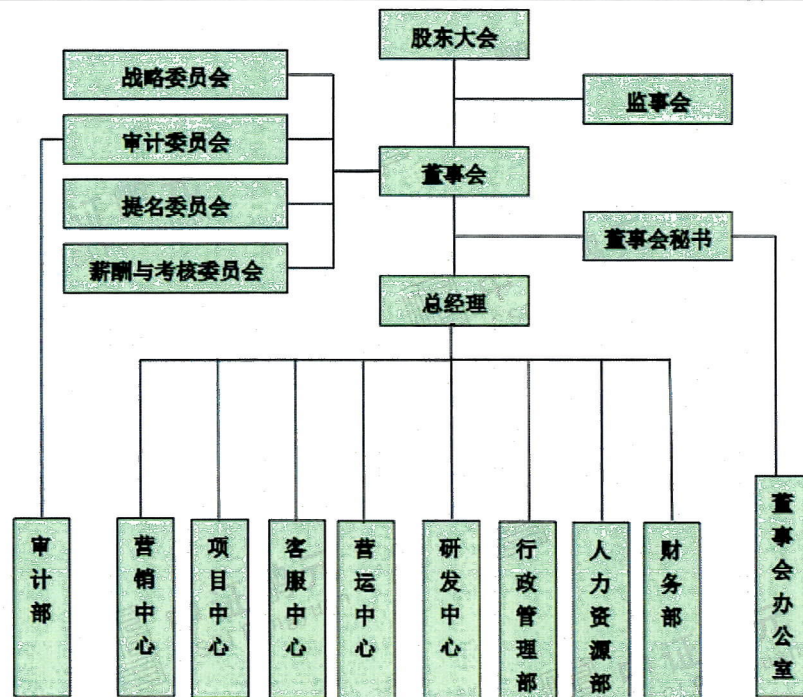 股东大会
战略委员会
监事会
审计委员会
董事会
提名委员会
董事会秘书
薪酬与考核委员会
总经理
审计部
营销中心
项目中心
客服中心
营运中心
研发中心
行政管理部
人力资源部
财务部
董事会办公室